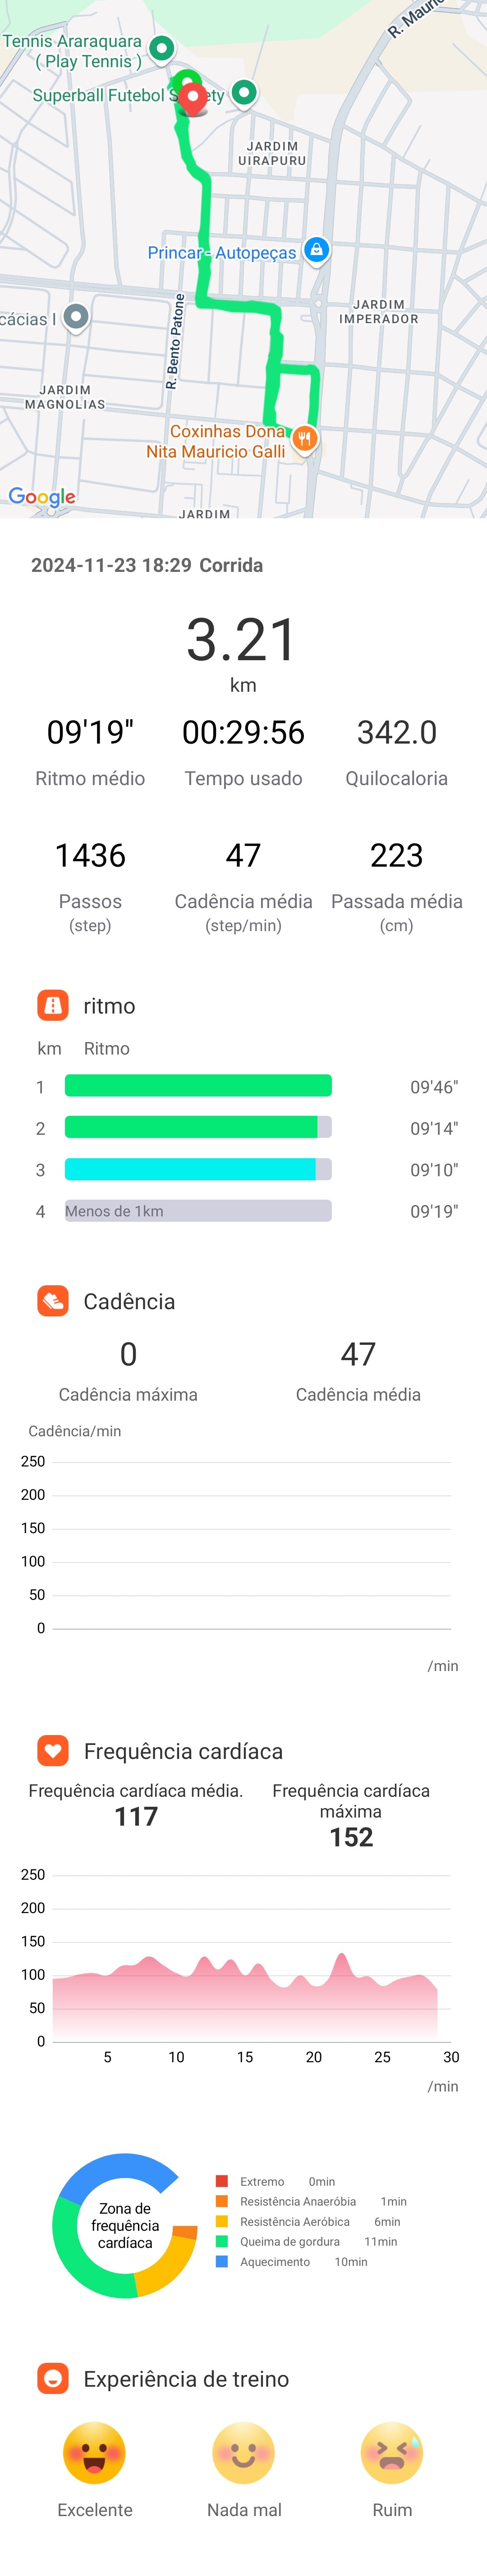 R. Mauric
Tennis Araraquara
( Play Tennis )
Superball Futebol S ety
JARDIM
UIRAPURU
Princar - Autopeças
JARDIM
IMPERADOR
cácias I
R. Bento Patone
JARDIM
MAGNOLIAS
Coxinhas Dona
Nita Mauricio Galli
Google
JARDIM
2024-11-23 18:29 Corrida
3.21
km
09'19" 00:29:56 342.0
Ritmo médio Tempo usado Quilocaloria
1436 47 223
Passos Cadência média Passada média
(step) (step/min) (cm)
ritmo
km Ritmo
1 09'46"
2 09'14"
3 09'10"
4 Menos de 1km 09'19"
Cadência
0 47
Cadência máxima Cadência média
Cadência/min
250
200
150
100
50
0
/min
Frequência cardíaca
Frequência cardíaca média. Frequência cardíaca
máxima
117
152
250
200
150
100
50
0
5 10 15 20 25 30
/min
Zona de
frequência
cardíaca
Extremo 0min
Resistência Anaeróbia 1min
Resistência Aeróbica 6min
Queima de gordura 11min
Aquecimento 10min
Experiência de treino
Excelente Nada mal Ruim